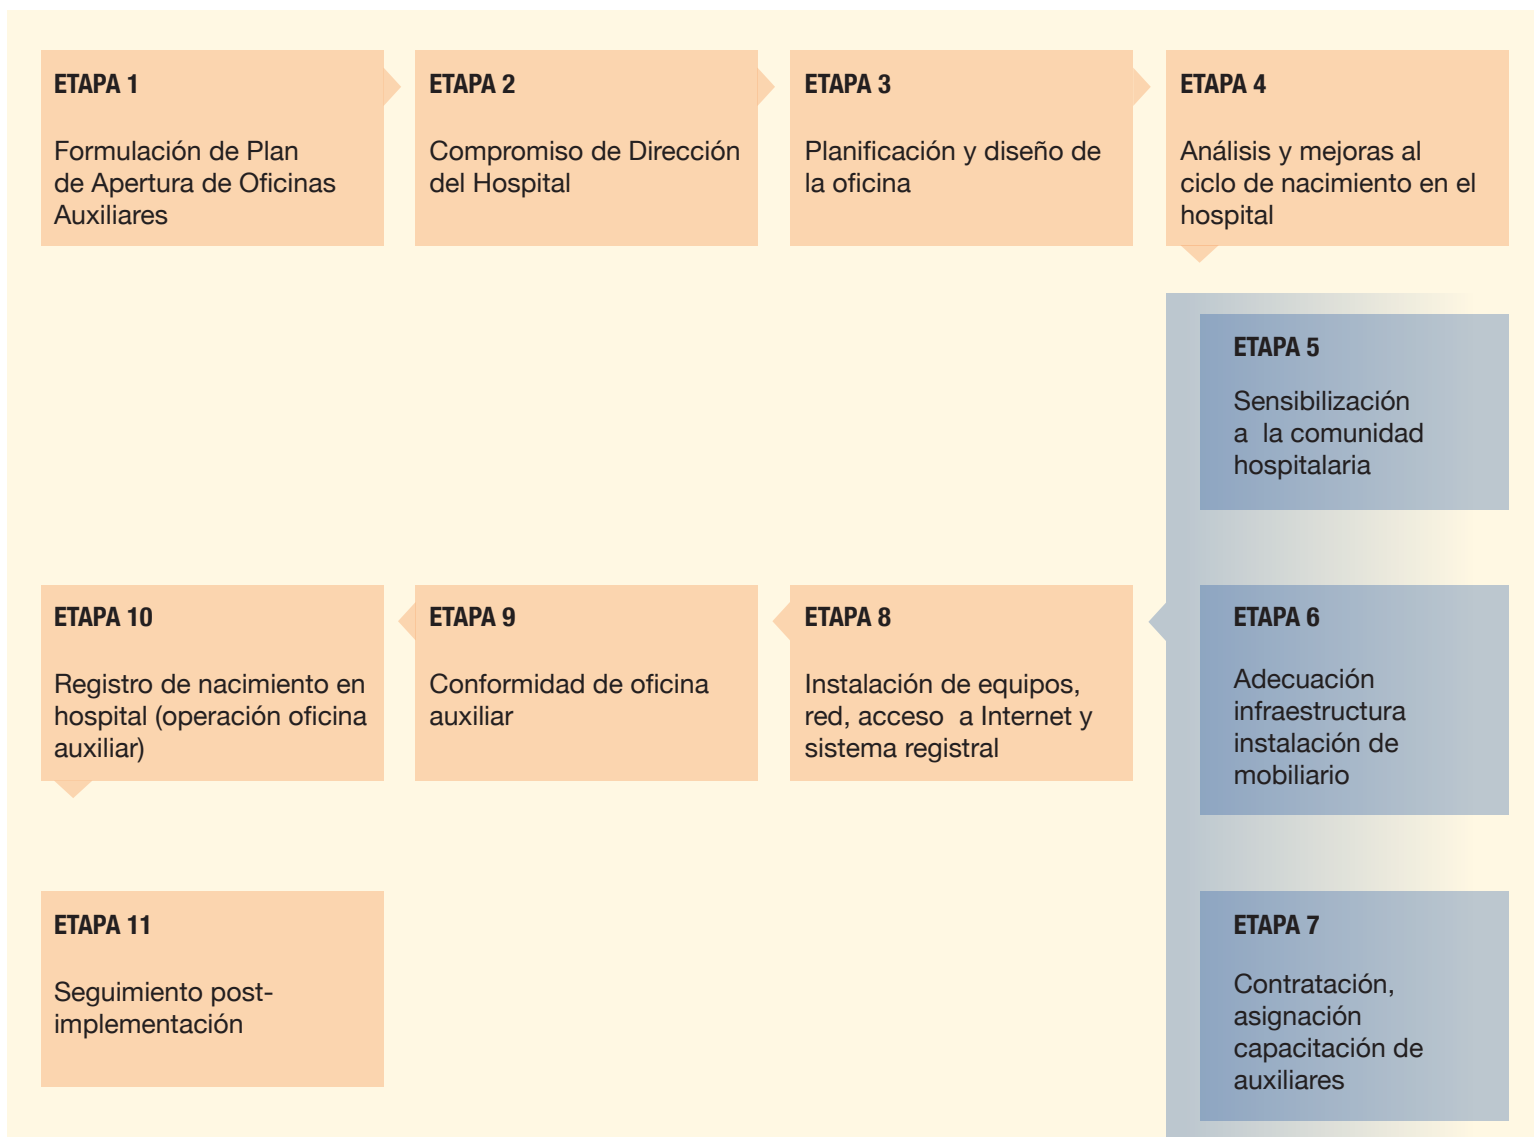 ETAPA 1
Formulación de Plan
de Apertura de Oficinas
Auxiliares
ETAPA 2
Compromiso de Dirección
del Hospital
ETAPA 3
Planificación y diseño de
la oficina
ETAPA 4
Análisis y mejoras al
ciclo de nacimiento en el
hospital
ETAPA 5
Sensibilización
a  la comunidad
hospitalaria
ETAPA 6
Adecuación
infraestructura
instalación de
mobiliario
ETAPA 7
Contratación,
asignación
capacitación de
auxiliares
ETAPA 8
Instalación de equipos,
red, acceso  a Internet y
sistema registral
ETAPA 9
Conformidad de oficina
auxiliar
ETAPA 10
Registro de nacimiento en
hospital (operación oficina
auxiliar)
ETAPA 11
Seguimiento post-
implementación